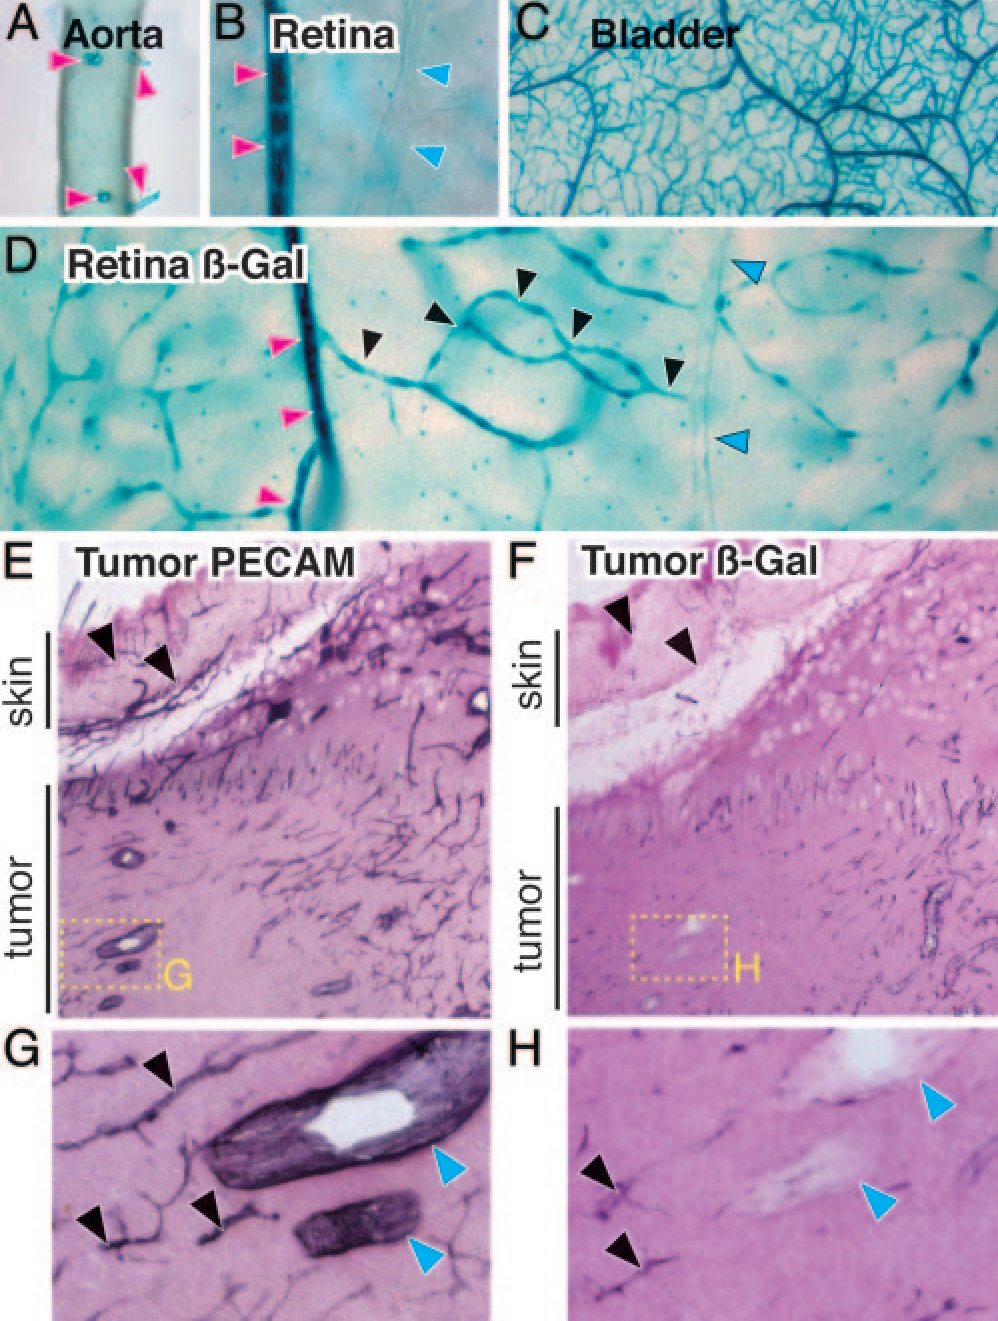 A Aorta
B Retina
C Bladder
D Retina ß-Gal
E Tumor PECAM
F Tumor ß-Gal
skin
skin
tumor
tumor
G
H
G
H